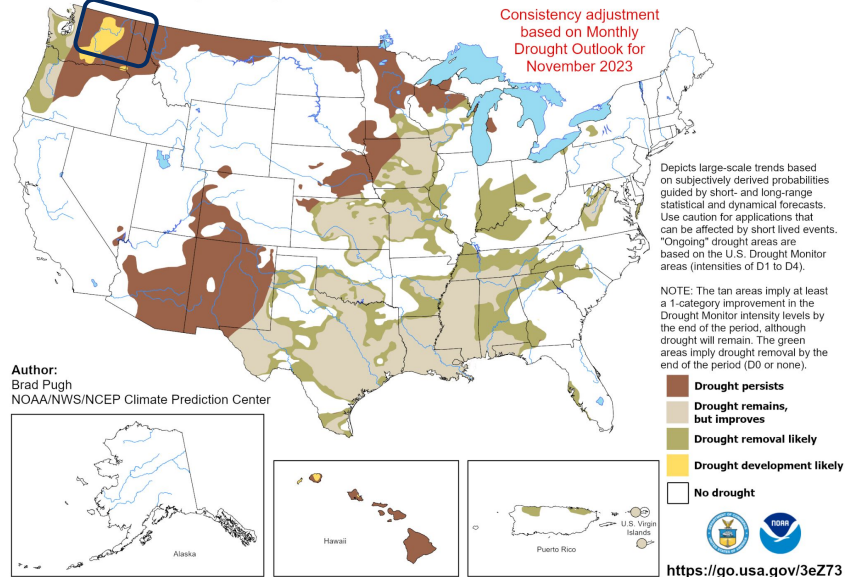 Consistency adjustment
based on Monthly
Drought Outlook for
November 2023
Depicts large-scale trends based
on subjectively derived probabilities
guided by short- and long-range
statistical and dynamical forecasts.
Use caution for applications that
can be affected by short lived events.
"Ongoing" drought areas are
based on the U.S. Drought Monitor
areas (intensities of D1 to D4).
NOTE: The tan areas imply at least
a 1-category improvement in the
Drought Monitor intensity levels by
the end of the period, although
drought will remain. The green
areas imply drought removal by the
end of the period (D0 or none).
Author:
Brad Pugh
NOAA/NWS/NCEP Climate Prediction Center
Drought persists
Drought remains,
but improves
Drought removal likely
Drought development likely
No drought
Alaska
Hawaii
Puerto Rico
U.S. Virgin
Islands
NOAA
https://go.usa.gov/3eZ73